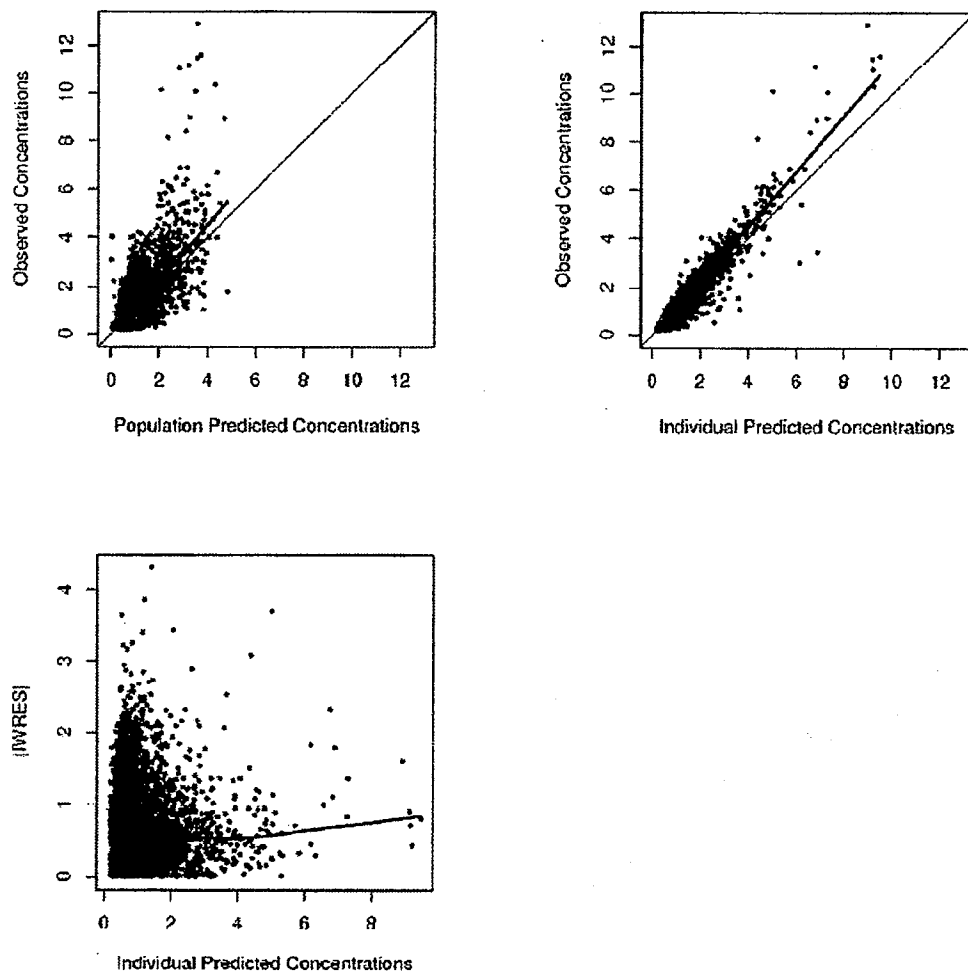 Observed Concentrations
12
10
8
6
4
2
0
0 2 4 6 8 10 12
Population Predicted Concentrations
Observed Concentrations
12
10
8
6
4
2
0
0 2 4 6 8 10 12
Individual Predicted Concentrations
|IWRES|
4
3
2
1
0
0 2 4 6 8
Individual Predicted Concentrations